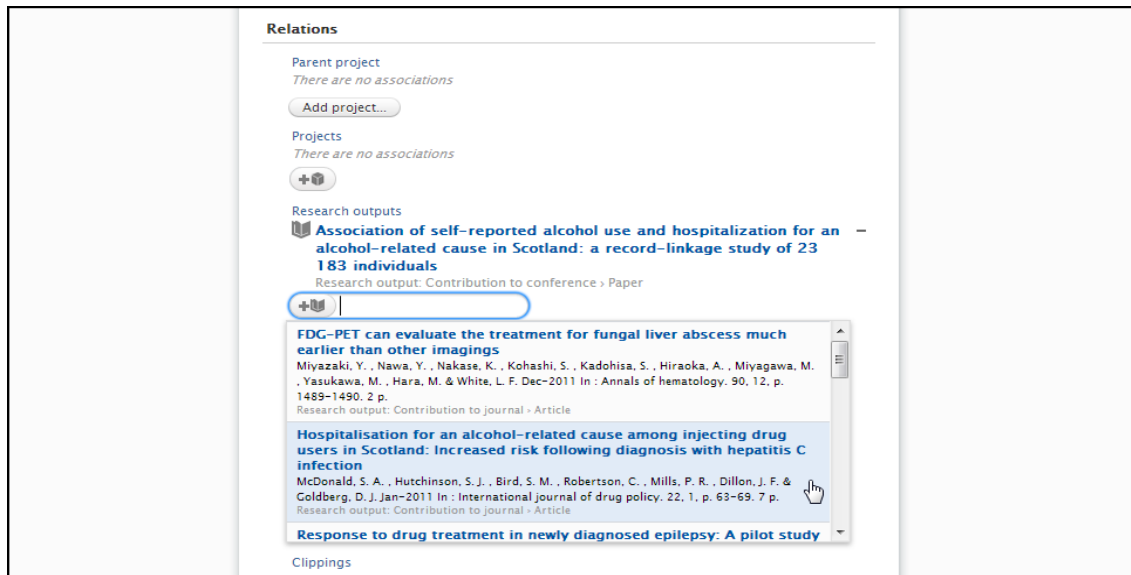 Relations
Parent project
There are no associations
Add project...
Projects
There are no associations
Research outputs
Association of self-reported alcohol use and hospitalization for an
alcohol-related cause in Scotland: a record-linkage study of 23
183 individuals
Research output: Contribution to conference › Paper
FDG-PET can evaluate the treatment for fungal liver abscess much
earlier than other imagings
Miyazaki, Y. , Nawa, Y. , Nakase, K. , Kohashi, S. , Kadohisa, S. , Hiraoka, A. , Miyagawa, M.
, Yasukawa, M. , Hara, M. & White, L. F. Dec-2011 In : Annals of hematology. 90, 12, p.
1489-1490. 2 p.
Research output: Contribution to journal › Article
Hospitalisation for an alcohol-related cause among injecting drug
users in Scotland: Increased risk following diagnosis with hepatitis C
infection
McDonald, S. A. , Hutchinson, S. J. , Bird, S. M. , Robertson, C. , Mills, P. R. , Dillon, J. F. &
Goldberg, D. J. Jan-2011 In : International journal of drug policy. 22, 1, p. 63-69. 7 p.
Research output: Contribution to journal › Article
Response to drug treatment in newly diagnosed epilepsy: A pilot study
Clippings